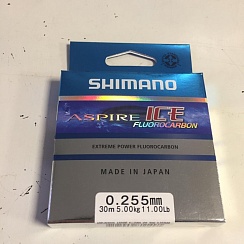 SHIMANO
ASPIRE ICE
FLUOROCARBON
EXTREME POWER FLUOROCARBON
MADE IN JAPAN
0.255mm
30m 5.00kg 11.00Lb